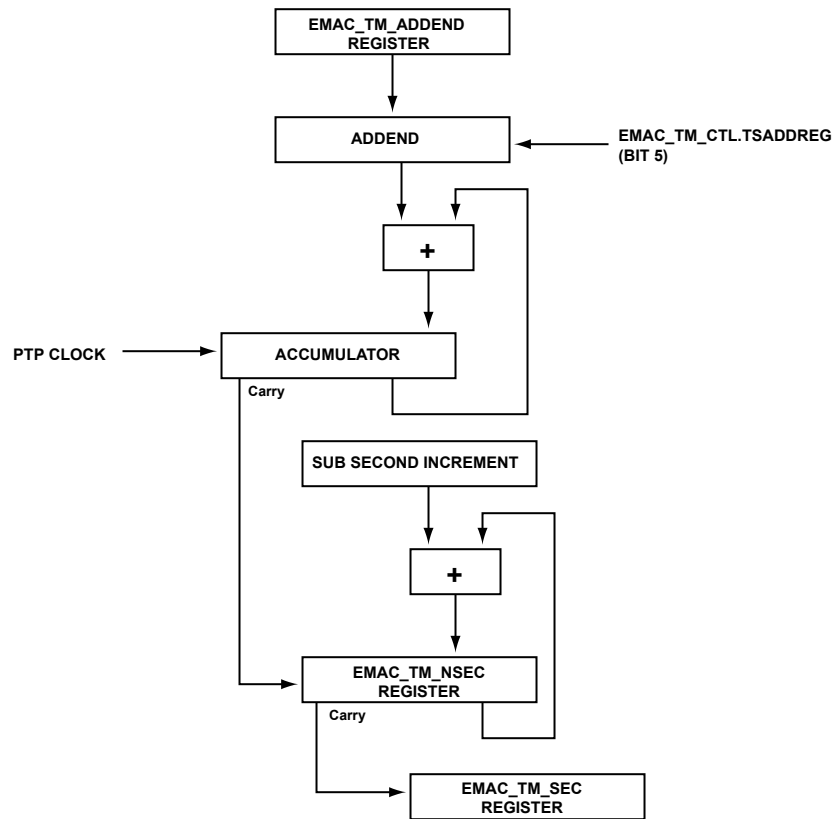 EMAC_TM_ADDEND
REGISTER
ADDEND
EMAC_TM_CTL.TSADDREG
(BIT 5)
+
PTP CLOCK
ACCUMULATOR
Carry
SUB SECOND INCREMENT
+
EMAC_TM_NSEC
REGISTER
Carry
EMAC_TM_SEC
REGISTER